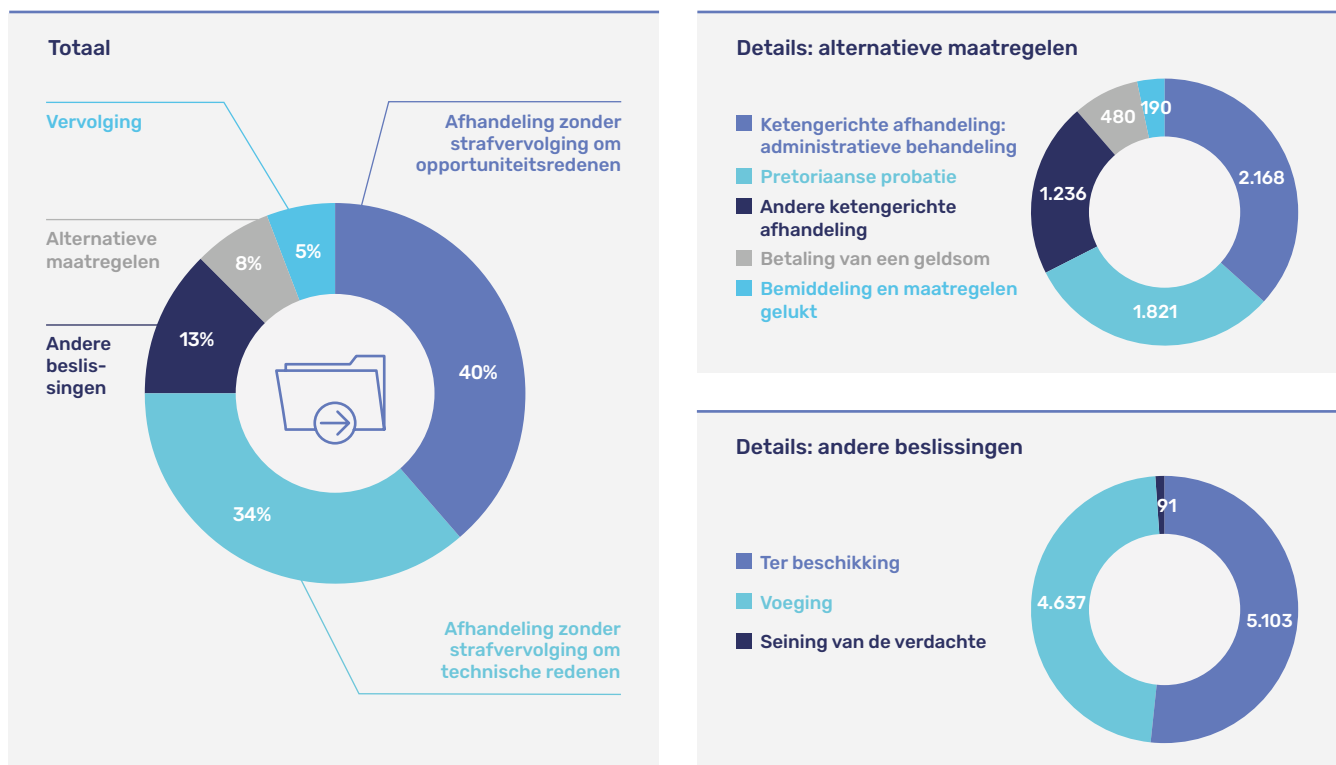 Totaal
Vervolging
Afhandeling zonder
strafvervolging om
opportuniteitsredenen
Alternatieve
maatregelen
Andere
beslis-
singen
5%
8%
13%
40%
34%
Afhandeling zonder
strafvervolging om
technische redenen
Details: alternatieve maatregelen
Ketengerichte afhandeling:
administratieve behandeling
Pretoriaanse probatie
Andere ketengerichte
afhandeling
Betaling van een geldsom
Bemiddeling en maatregelen
gelukt
190
480
2.168
1.236
1.821
Details: andere beslissingen
Ter beschikking
Voeging
Seining van de verdachte
91
4.637
5.103